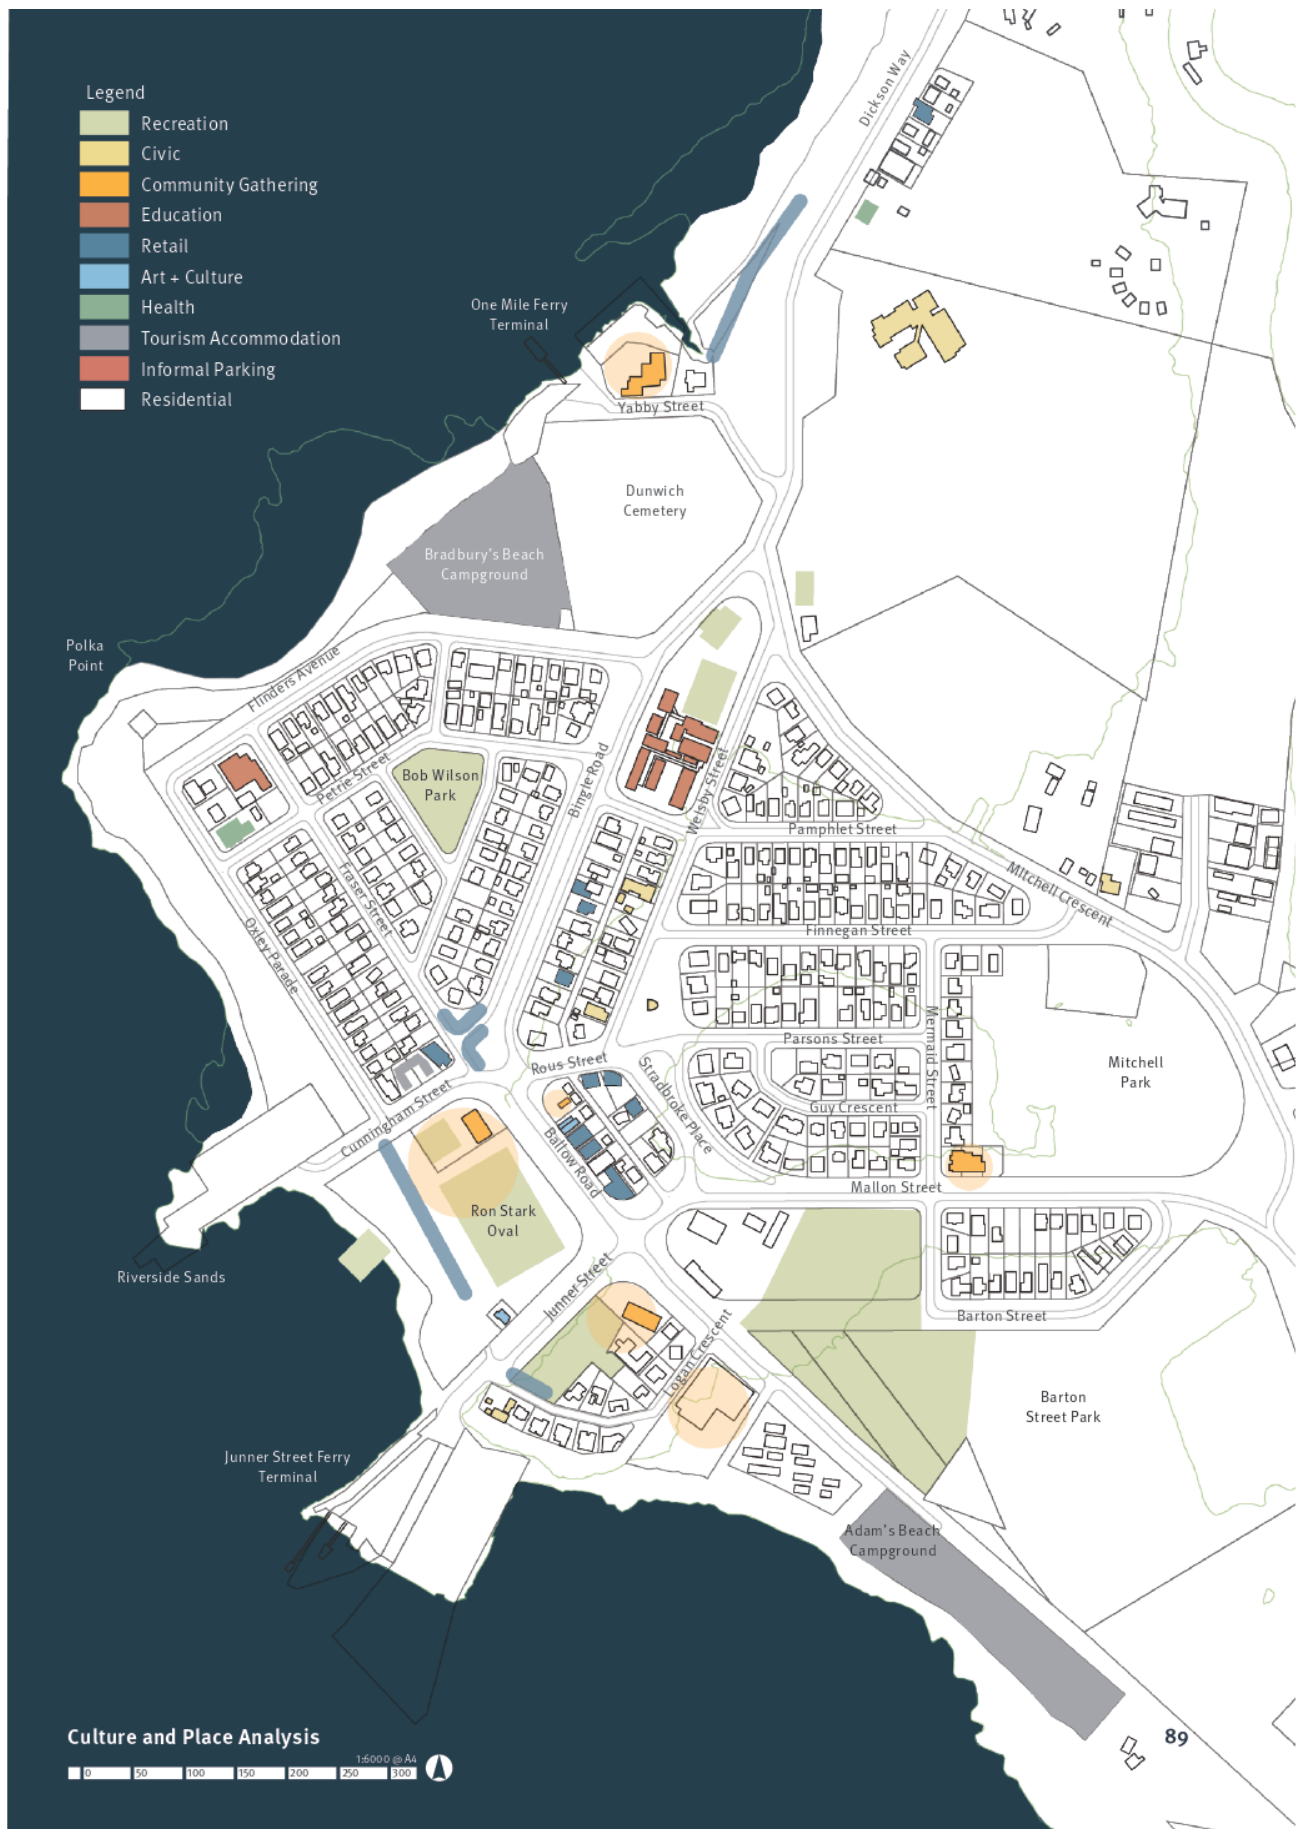 Legend
Recreation
Civic
Community Gathering
Education
Retail
Art + Culture
Health
Tourism Accommodation
Informal Parking
Residential
Dickson Way
One Mile Ferry
Terminal
Yabby Street
Dunwich
Cemetery
Bradbury's Beach
Campground
Polka
Point
Flinders Avenue
Petrie Street
Bob Wilson
Park
Bingle Road
Welsby Street
Pamphlet Street
Mitchell Crescent
Fraser Street
Oxley Parade
Finnegan Street
Mermaid Street
Parsons Street
Mitchell
Park
Rous Street
Stradbroke Place
Guy Crescent
Cunningham Street
Ballow Road
Mallon Street
Ron Stark
Oval
Riverside Sands
Junner Street
Barton Street
Logan Crescent
Barton
Street Park
Junner Street Ferry
Terminal
Adam's Beach
Campground
Culture and Place Analysis
89
1:6000 @ A4
0 50 100 150 200 250 300